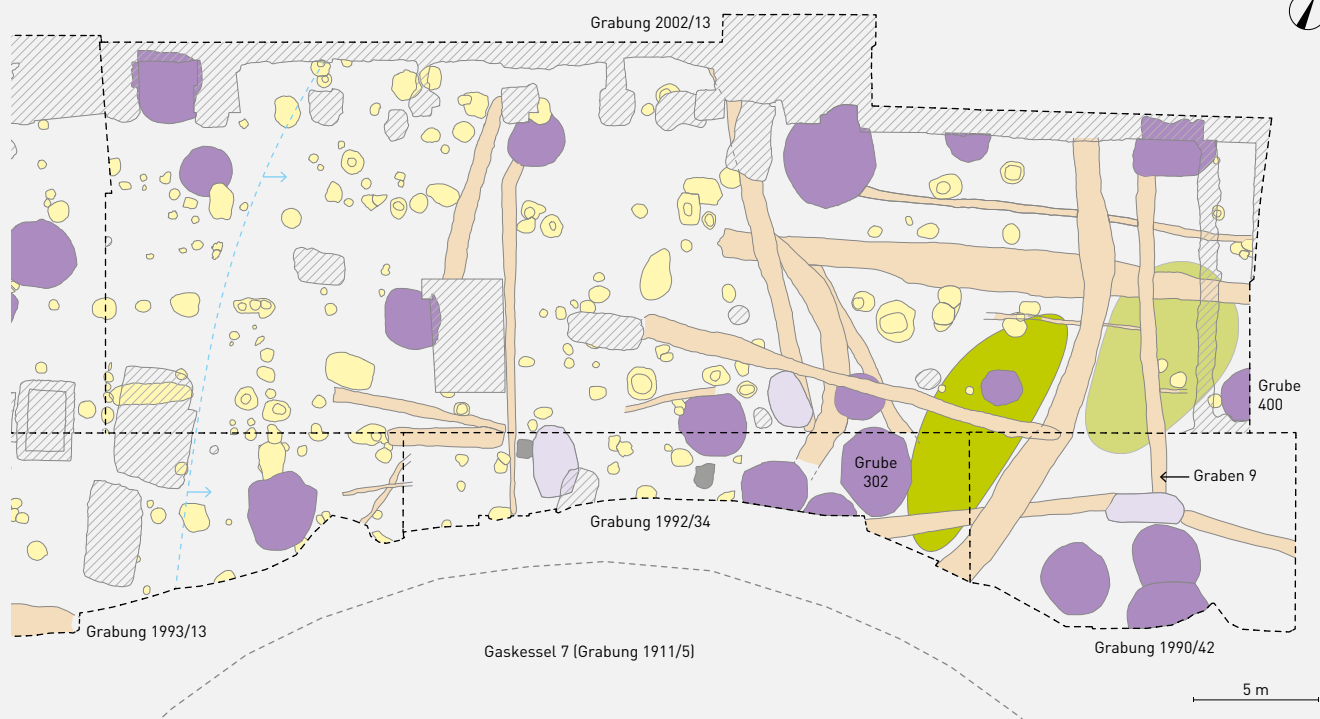 Grabung 2002/13
Grube
400
Grube
302
Graben 9
Grabung 1992/34
Grabung 1993/13
Gaskessel 7 (Grabung 1911/5)
Grabung 1990/42
5 m